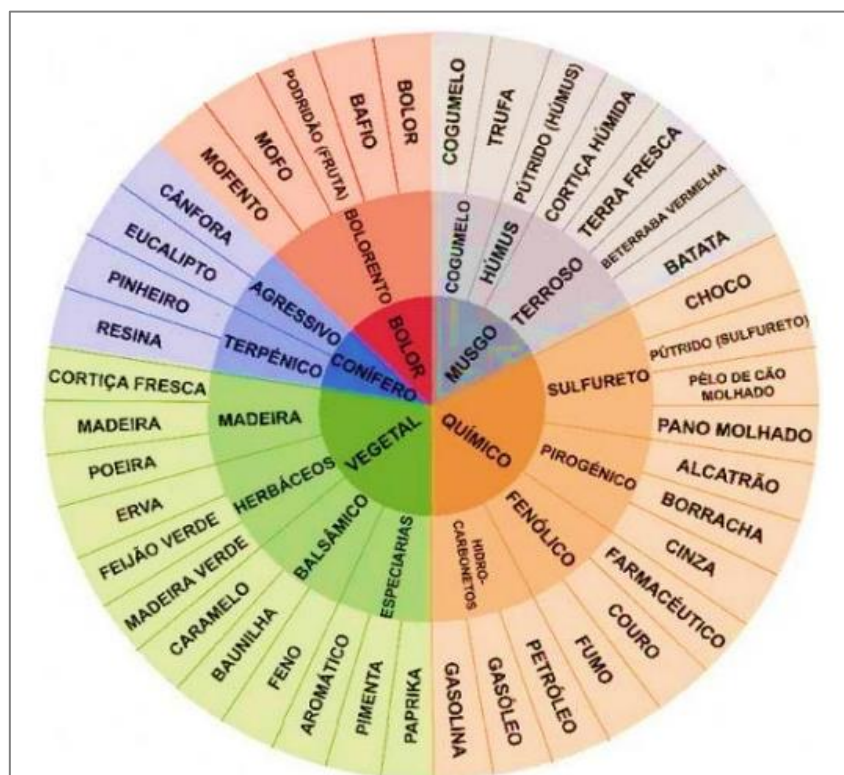 COGUMELO
TRUFA
PÚTRIDO (HÚMUS)
CORTIÇA HÚMIDA
TERRA FRESCA
BETERRABA VERMELHA
BATATA
CHOCO
PÚTRIDO (SULFURETO)
PÊLO DE CÃO
MOLHADO
PANO MOLHADO
ALCATRÃO
BORRACHA
CINZA
FARMACÉUTICO
COURO
FUMO
PETRÓLEO
GASÓLEO
GASOLINA
PAPRIKA
PIMENTA
AROMÁTICO
FENO
BAUNILHA
CARAMELO
MADEIRA VERDE
FEIJÃO VERDE
ERVA
POEIRA
MADEIRA
CORTIÇA FRESCA
RESINA
PINHEIRO
EUCALIPTO
CÂNFORA
MOFENTO
MOFO
PODRIDÃO (FRUTA)
BAFIO
BOLOR
COGUMELO
HÚMUS
TERROSO
SULFURETO
PIROGÉNICO
FENÓLICO
HIDRO-
CARBONETOS
ESPECIARIAS
BALSÂMICO
HERBÁCEOS
MADEIRA
TERPÉNICO
AGRESSIVO
BOLORENTO
MUSGO
QUÍMICO
VEGETAL
CONÍFERO
BOLOR